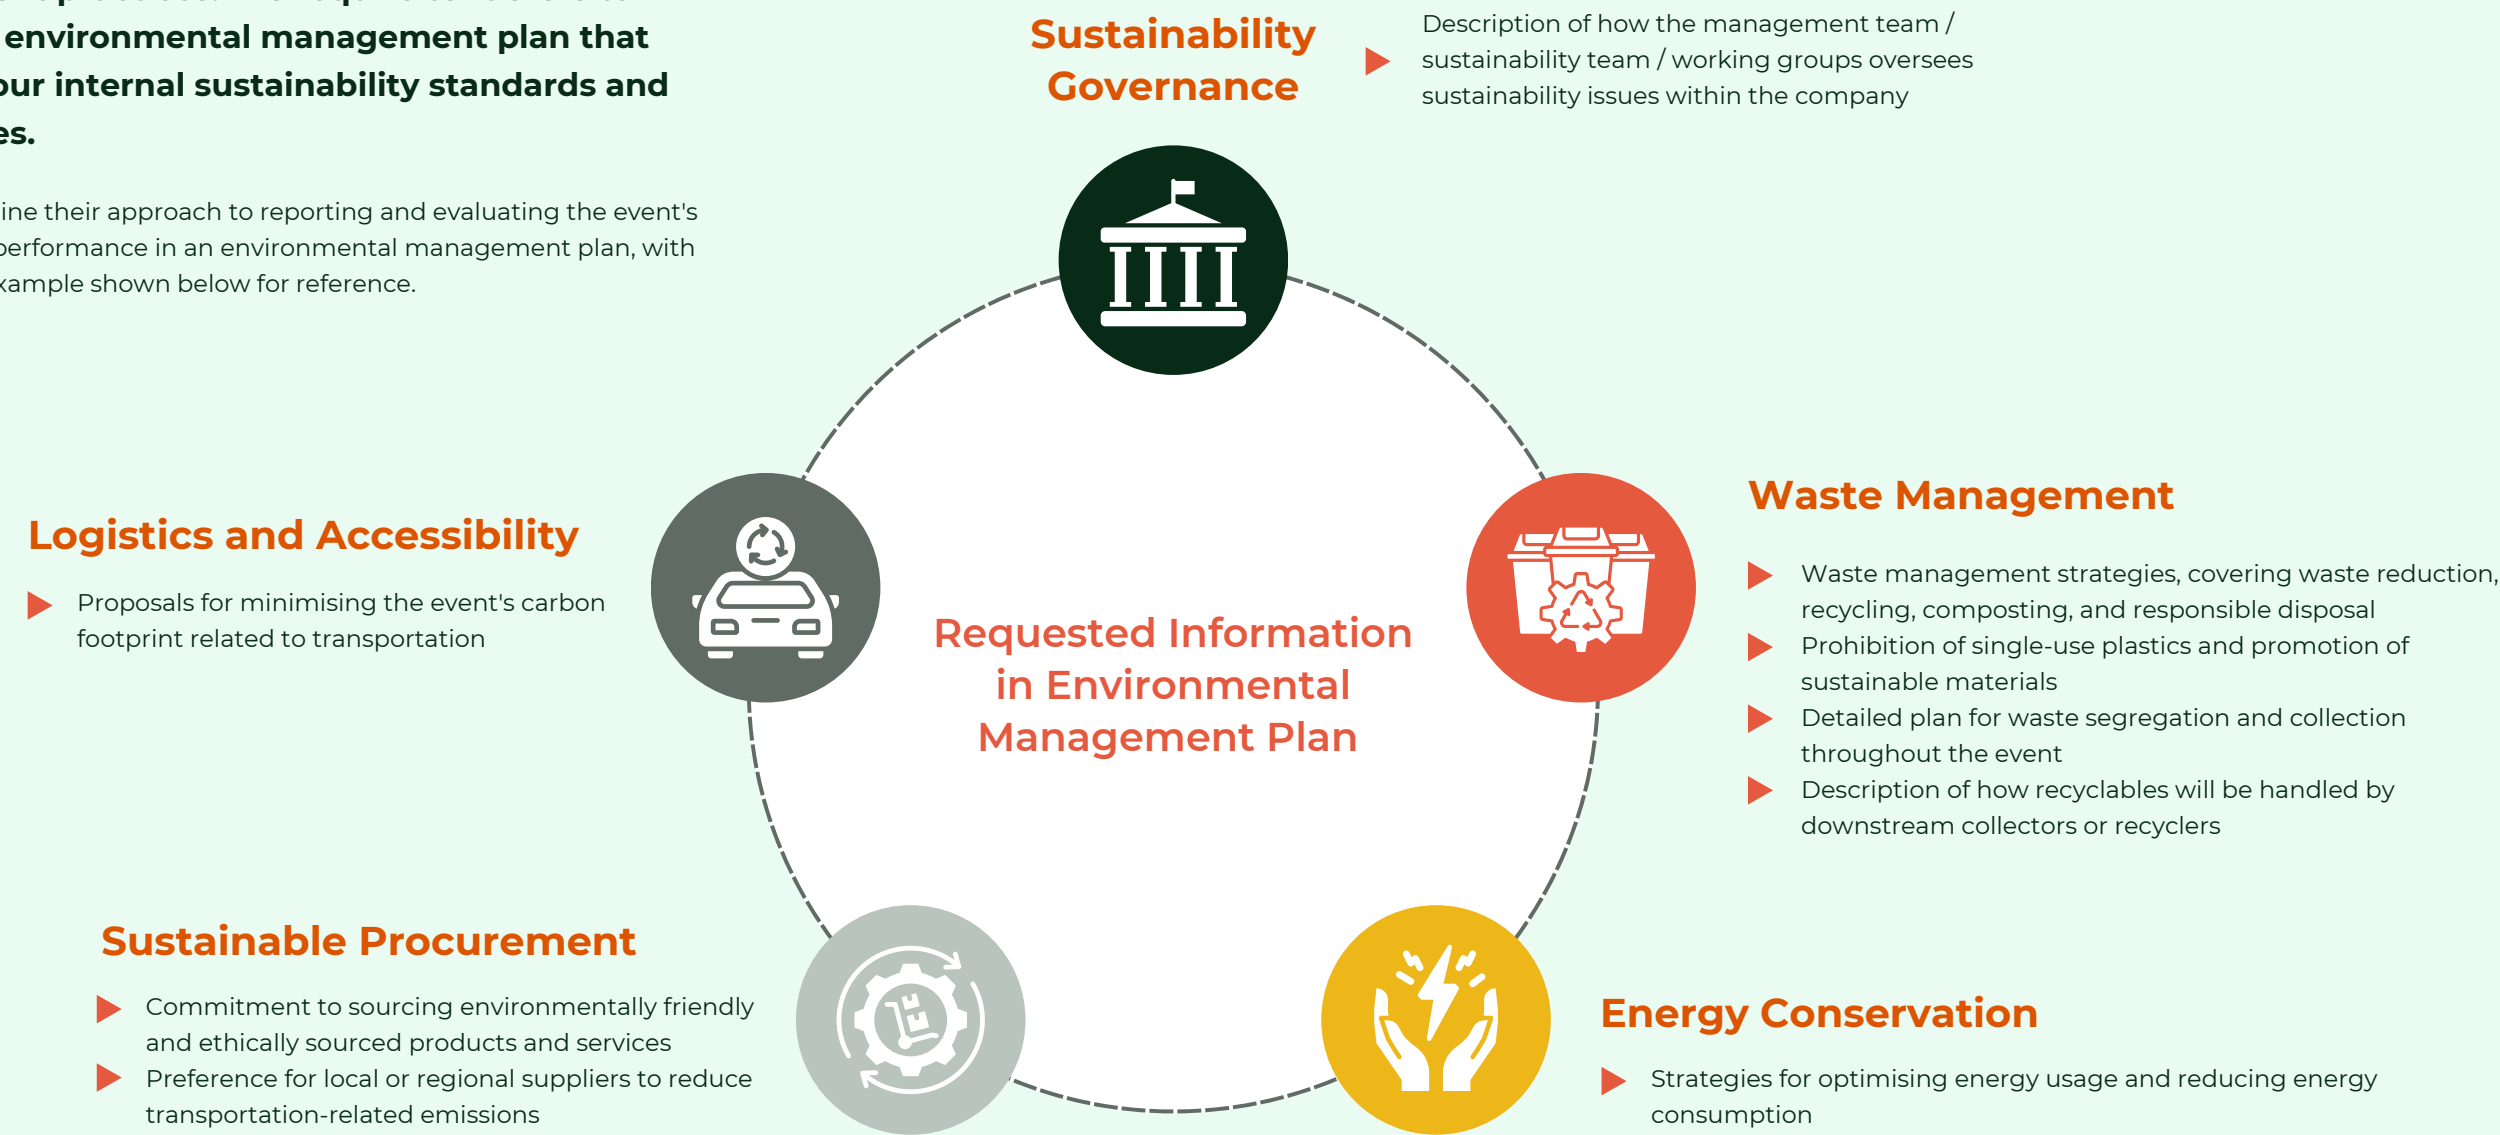 environmental management plan that
our internal sustainability standards and
es.
ine their approach to reporting and evaluating the event's
performance in an environmental management plan, with
xample shown below for reference.
Sustainability
Governance
Description of how the management team /
sustainability team / working groups oversees
sustainability issues within the company
Logistics and Accessibility
Proposals for minimising the event's carbon
footprint related to transportation
Requested Information
in Environmental
Management Plan
Waste Management
Waste management strategies, covering waste reduction,
recycling, composting, and responsible disposal
Prohibition of single-use plastics and promotion of
sustainable materials
Detailed plan for waste segregation and collection
throughout the event
Description of how recyclables will be handled by
downstream collectors or recyclers
Sustainable Procurement
Commitment to sourcing environmentally friendly
and ethically sourced products and services
Preference for local or regional suppliers to reduce
transportation-related emissions
Energy Conservation
Strategies for optimising energy usage and reducing energy
consumption